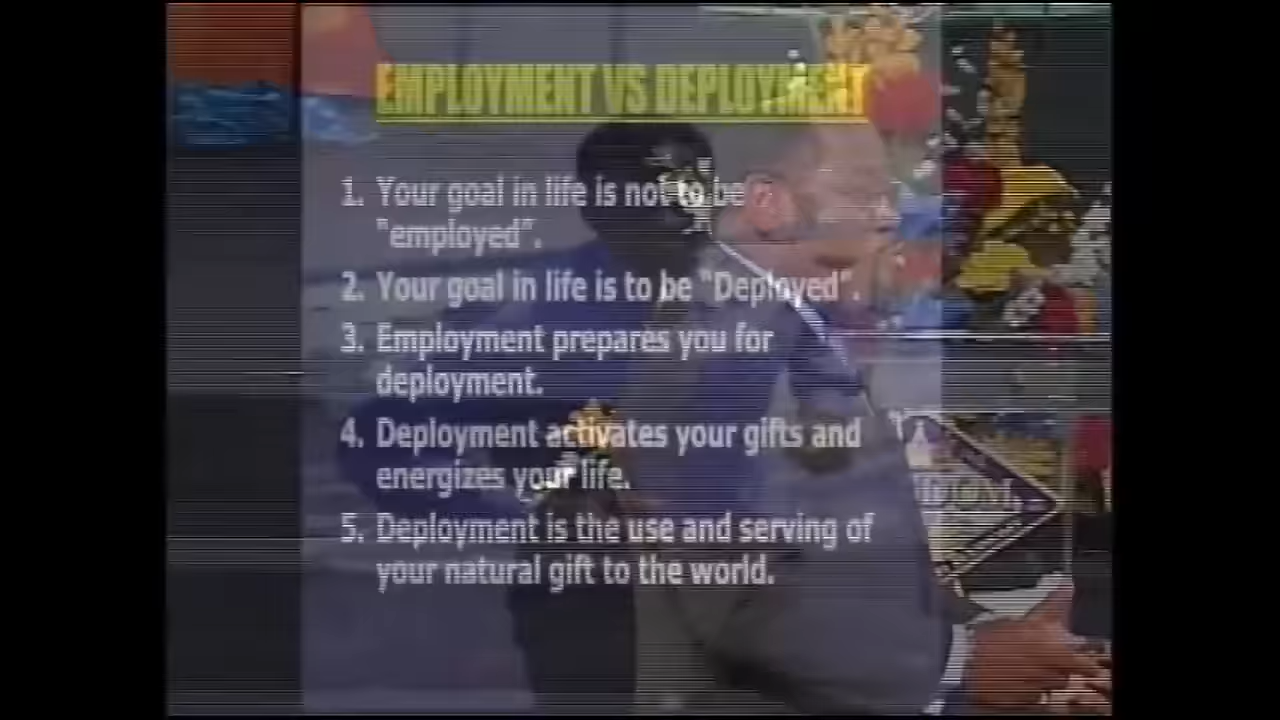 EMPLOYMENT VS DEPLOYMENT
1. Your goal in life is not to be
"employed".
2. Your goal in life is to be "Deployed".
3. Employment prepares you for
deployment.
4. Deployment activates your gifts and
energizes your life.
5. Deployment is the use and serving of
your natural gift to the world.